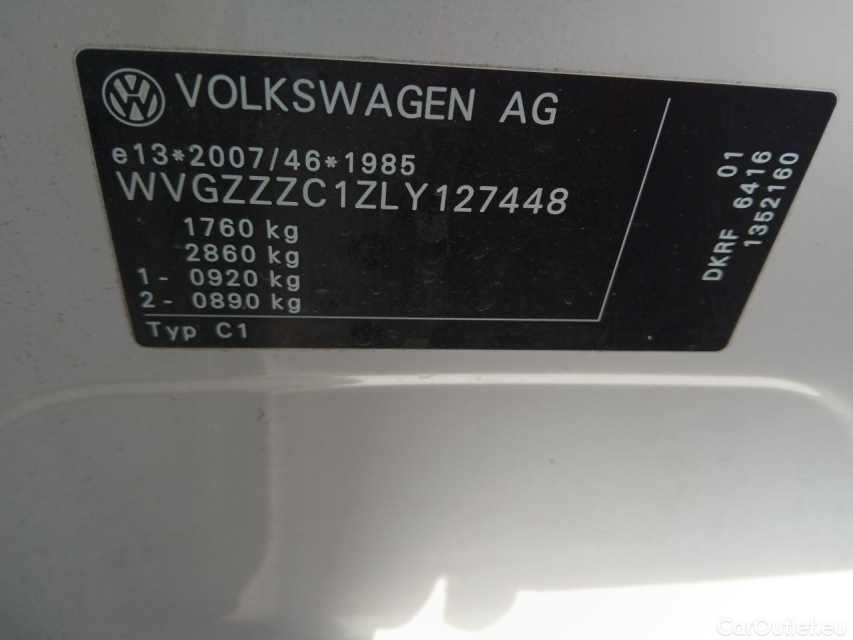 VOLKSWAGEN AG
e13*2007/46*1985
WVGZZZC1ZLY127448
1760 kg
2860 kg
1- 0920 kg
2- 0890 kg
Typ C1
01
DKRF 6416
1352160
CarOutlet.eu